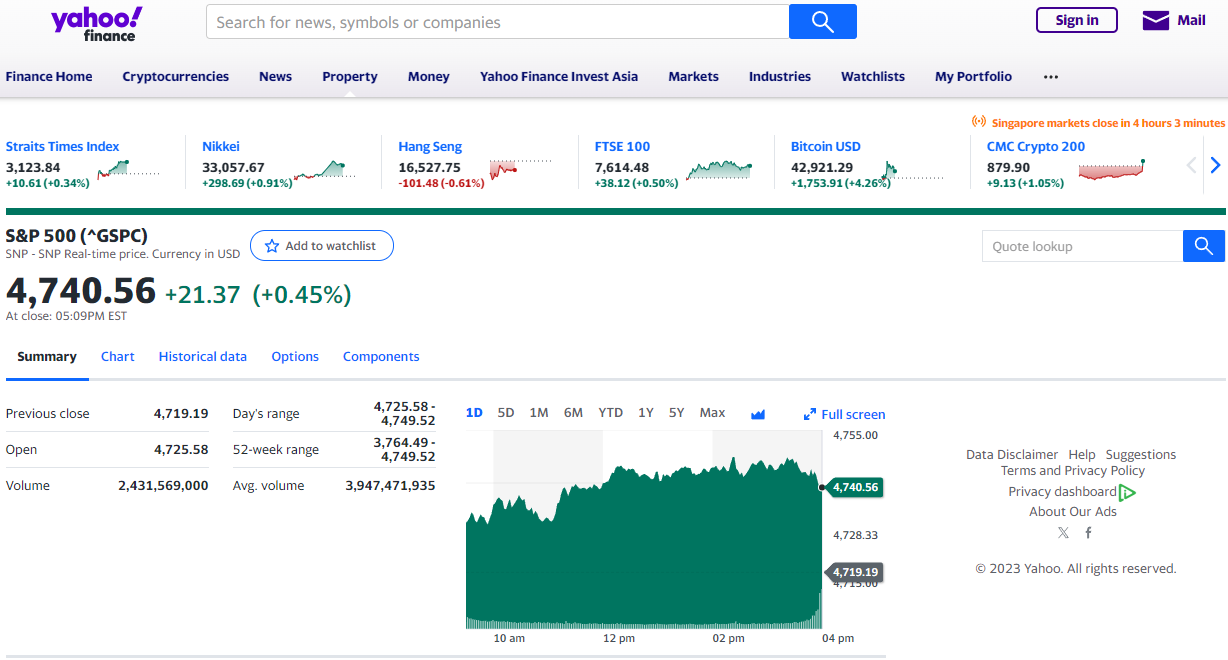 yahoo!
finance
Search for news, symbols or companies
Sign in
Mail
Finance Home Cryptocurrencies News Property Money Yahoo Finance Invest Asia Markets Industries Watchlists My Portfolio ...
Singapore markets close in 4 hours 3 minutes
Straits Times Index
3,123.84
+10.61 (+0.34%)
Nikkei
33,057.67
+298.69 (+0.91%)
Hang Seng
16,527.75
-101.48 (-0.61%)
FTSE 100
7,614.48
+38.12 (+0.50%)
Bitcoin USD
42,921.29
+1,753.91 (+4.26%)
CMC Crypto 200
879.90
+9.13 (+1.05%)
S&P 500 (^GSPC)
SNP - SNP Real-time price. Currency in USD
Add to watchlist
Quote lookup
4,740.56 +21.37 (+0.45%)
At close: 05:09PM EST
Summary Chart Historical data Options Components
Previous close 4,719.19
Open 4,725.58
Volume 2,431,569,000
Day's range 4,725.58 -
4,749.52
52-week range 3,764.49 -
4,749.52
Avg. volume 3,947,471,935
1D 5D 1M 6M YTD 1Y 5Y Max
Full screen
4,755.00
4,740.56
4,728.33
4,719.19
4,715.00
10 am 12 pm 02 pm 04 pm
Data Disclaimer Help Suggestions
Terms and Privacy Policy
Privacy dashboard
About Our Ads
© 2023 Yahoo. All rights reserved.